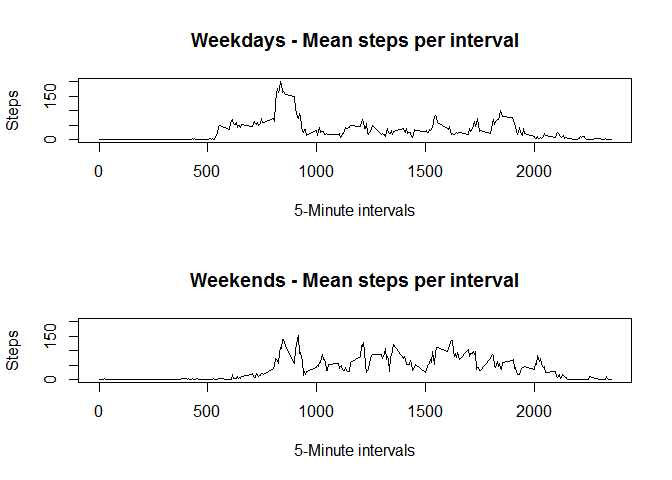 Weekdays - Mean steps per interval
Steps
150
0
0 500 1000 1500 2000
5-Minute intervals
Weekends - Mean steps per interval
Steps
150
0
0 500 1000 1500 2000
5-Minute intervals